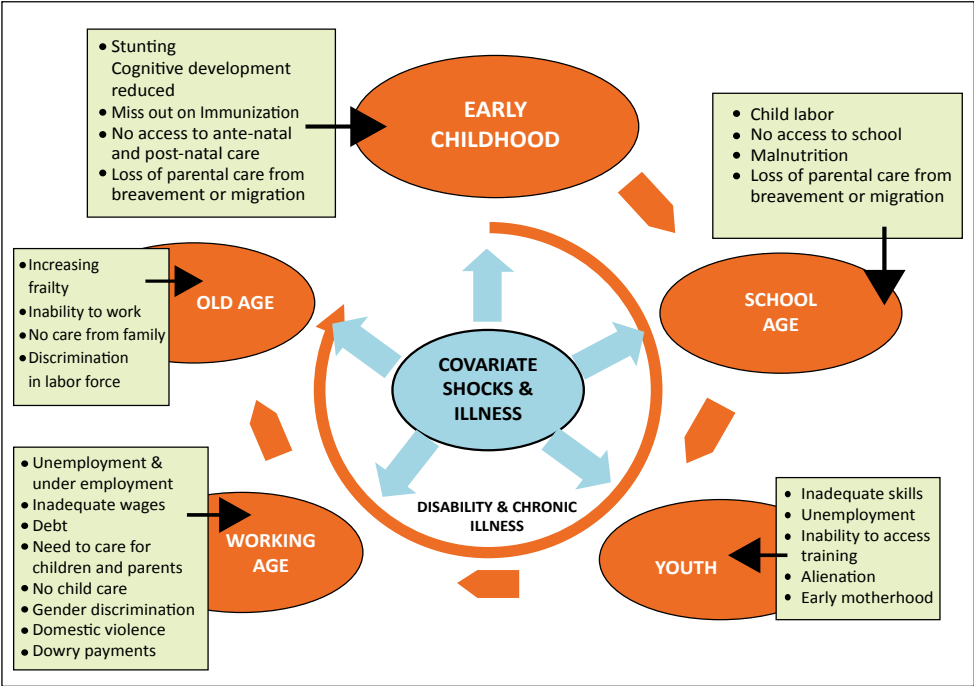 • Stunting
Cognitive development
reduced
• Miss out on Immunization
• No access to ante-natal
and post-natal care
• Loss of parental care from
breavement or migration
EARLY
CHILDHOOD
• Child labor
• No access to school
• Malnutrition
• Loss of parental care from
breavement or migration
SCHOOL
AGE
• Increasing
frailty
• Inability to work
• No care from family
• Discrimination
in labor force
OLD AGE
COVARIATE
SHOCKS &
ILLNESS
DISABILITY & CHRONIC
ILLNESS
• Unemployment &
under employment
• Inadequate wages
• Debt
• Need to care for
children and parents
• No child care
• Gender discrimination
• Domestic violence
• Dowry payments
WORKING
AGE
YOUTH
• Inadequate skills
• Unemployment
• Inability to access
training
• Alienation
• Early motherhood